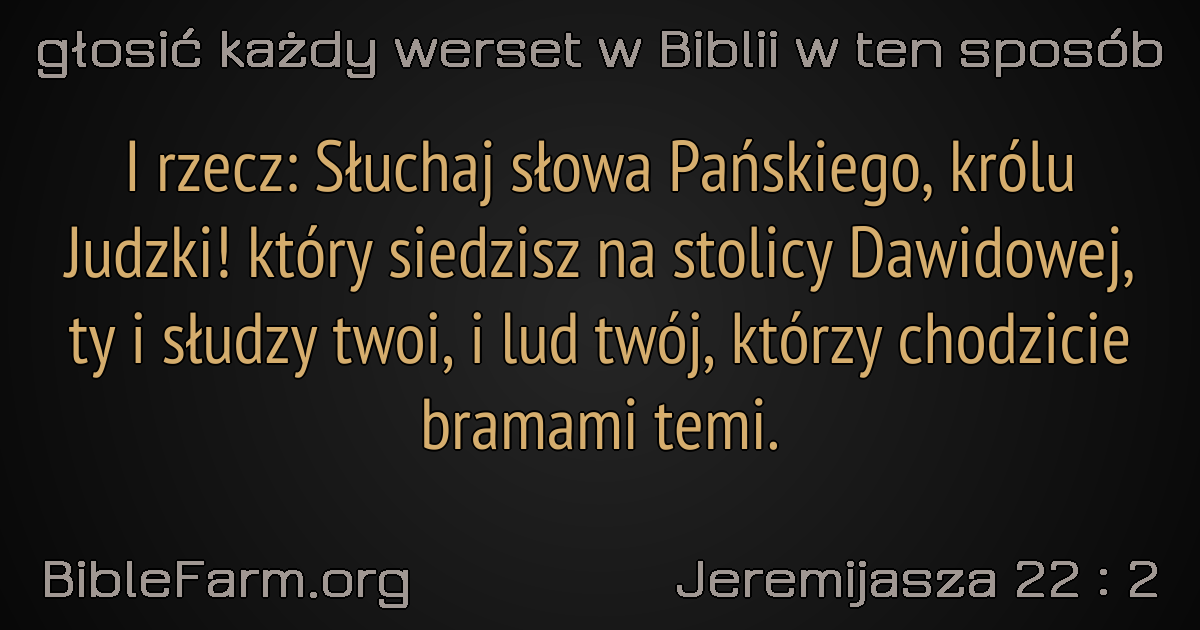 głosić każdy werset w Biblii w ten sposób
I rzecz: Słuchaj słowa Pańskiego, królu
Judzki! który siedzisz na stolicy Dawidowej,
ty i słudzy twoi, i lud twój, którzy chodzicie
bramami temi.
BibleFarm.org
Jeremijasza 22 : 2